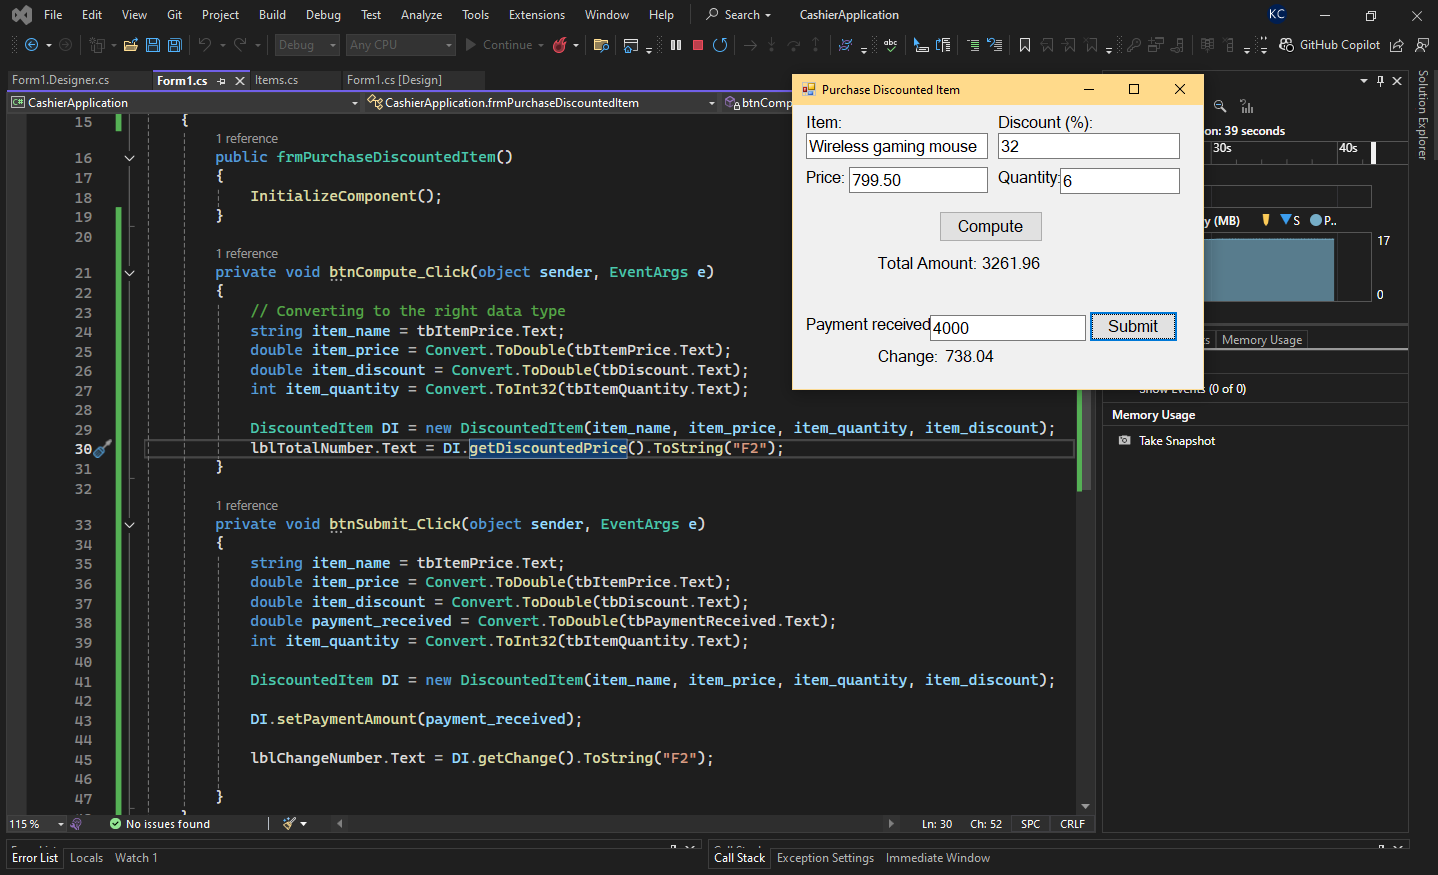 File Edit View Git Project Build Debug Test Analyze Tools Extensions Window Help Search CashierApplication KC
Debug Any CPU Continue GitHub Copilot
Form1.Designer.cs Form1.cs Items.cs Form1.cs [Design]
CashierApplication CashierApplication.frmPurchaseDiscountedItem btnComp
15 {
1 reference
16 public frmPurchaseDiscountedItem()
17 {
18 InitializeComponent();
19 }
20
1 reference
21 private void btnCompute_Click(object sender, EventArgs e)
22 {
23 // Converting to the right data type
24 string item_name = tbItemPrice.Text;
25 double item_price = Convert.ToDouble(tbItemPrice.Text);
26 double item_discount = Convert.ToDouble(tbDiscount.Text);
27 int item_quantity = Convert.ToInt32(tbItemQuantity.Text);
28
29 DiscountedItem DI = new DiscountedItem(item_name, item_price, item_quantity, item_discount);
30 lblTotalNumber.Text = DI.getDiscountedPrice().ToString("F2");
31 }
32
1 reference
33 private void btnSubmit_Click(object sender, EventArgs e)
34 {
35 string item_name = tbItemPrice.Text;
36 double item_price = Convert.ToDouble(tbItemPrice.Text);
37 double item_discount = Convert.ToDouble(tbDiscount.Text);
38 double payment_received = Convert.ToDouble(tbPaymentReceived.Text);
39 int item_quantity = Convert.ToInt32(tbItemQuantity.Text);
40
41 DiscountedItem DI = new DiscountedItem(item_name, item_price, item_quantity, item_discount);
42
43 DI.setPaymentAmount(payment_received);
44
45 lblChangeNumber.Text = DI.getChange().ToString("F2");
46
47 }
Purchase Discounted Item
Item: Discount (%):
Wireless gaming mouse 32
Price: 799.50 Quantity: 6
Compute
Total Amount: 3261.96
Payment received 4000 Submit
Change: 738.04
Solution Explorer
on: 39 seconds
30s 40s
y (MB) S P..
17
0
Memory Usage
Show Events (0 of 0)
Memory Usage
Take Snapshot
115 % No issues found Ln: 30 Ch: 52 SPC CRLF
Error List Locals Watch 1 Call Stack Exception Settings Immediate Window